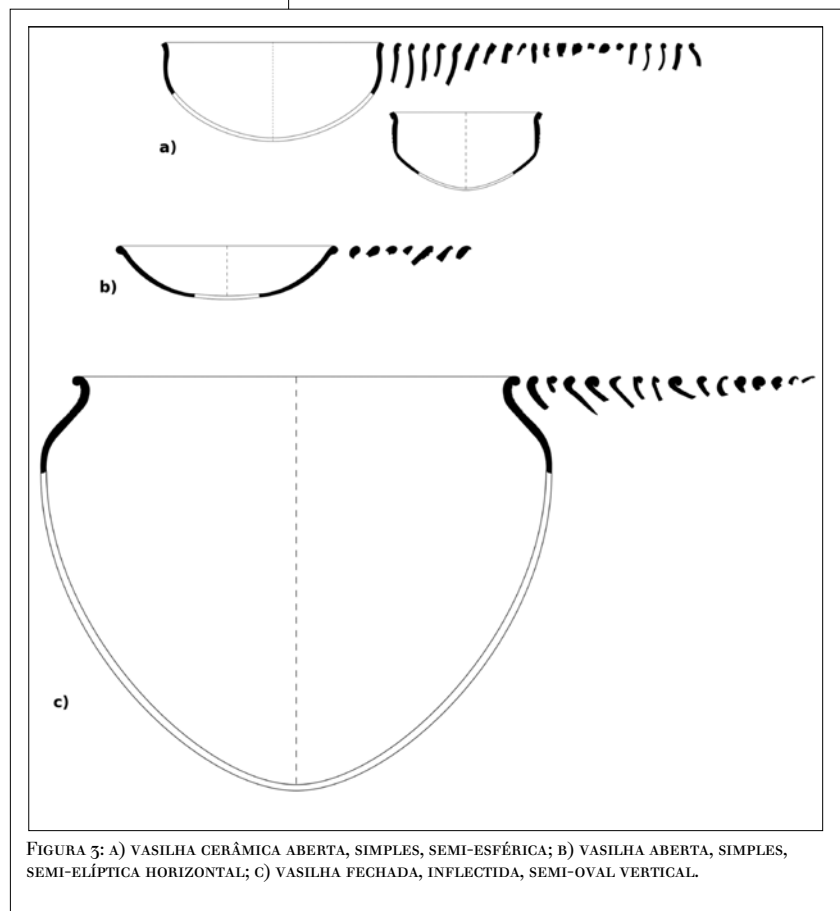 a)
b)
c)
Figura 3: a) vasilha cerâmica aberta, simples, semi-esférica; b) vasilha aberta, simples,
semi-elíptica horizontal; c) vasilha fechada, inflectida, semi-oval vertical.